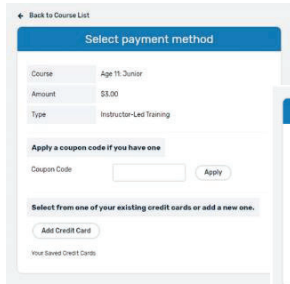 ← Back to Course List
Select payment method
Course Age 11: Junior
Amount $3.00
Type Instructor-Led Training
Apply a coupon code if you have one
Coupon Code Apply
Select from one of your existing credit cards or add a new one.
Add Credit Card
Your Saved Credit Cards